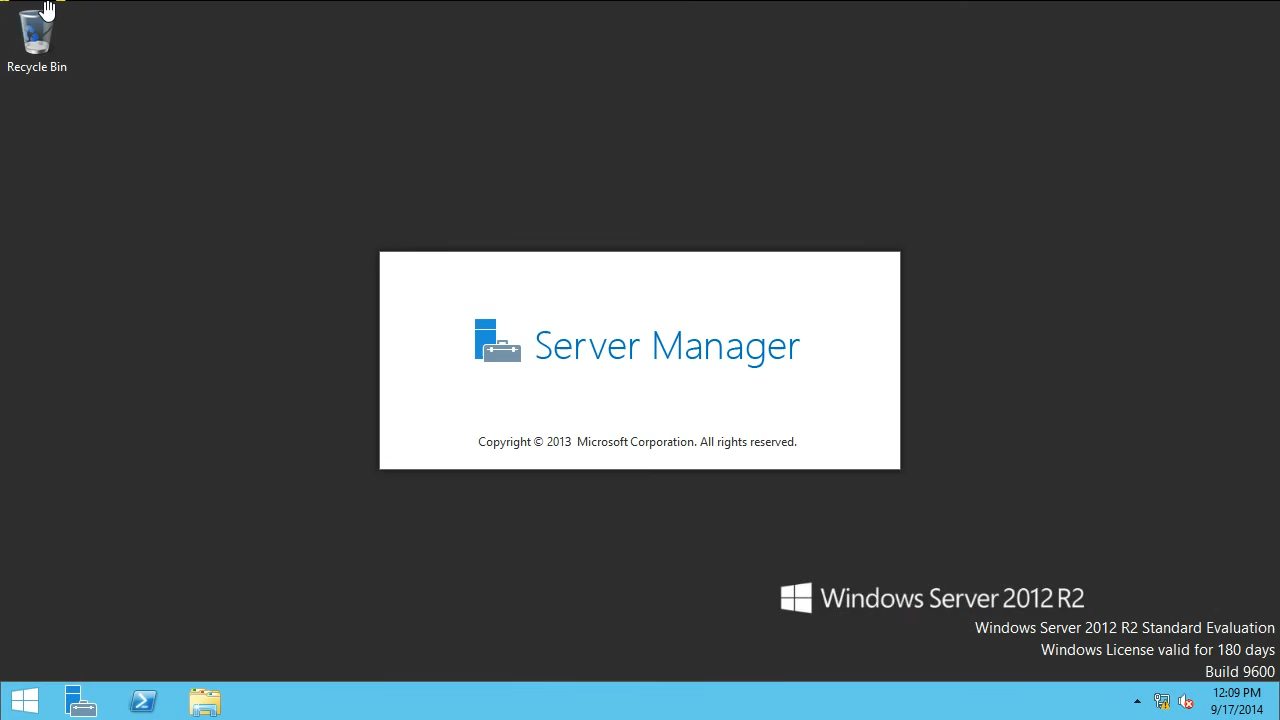 Recycle Bin
Server Manager
Copyright © 2013 Microsoft Corporation. All rights reserved.
Windows Server 2012 R2
Windows Server 2012 R2 Standard Evaluation
Windows License valid for 180 days
Build 9600
12:09 PM
9/17/2014